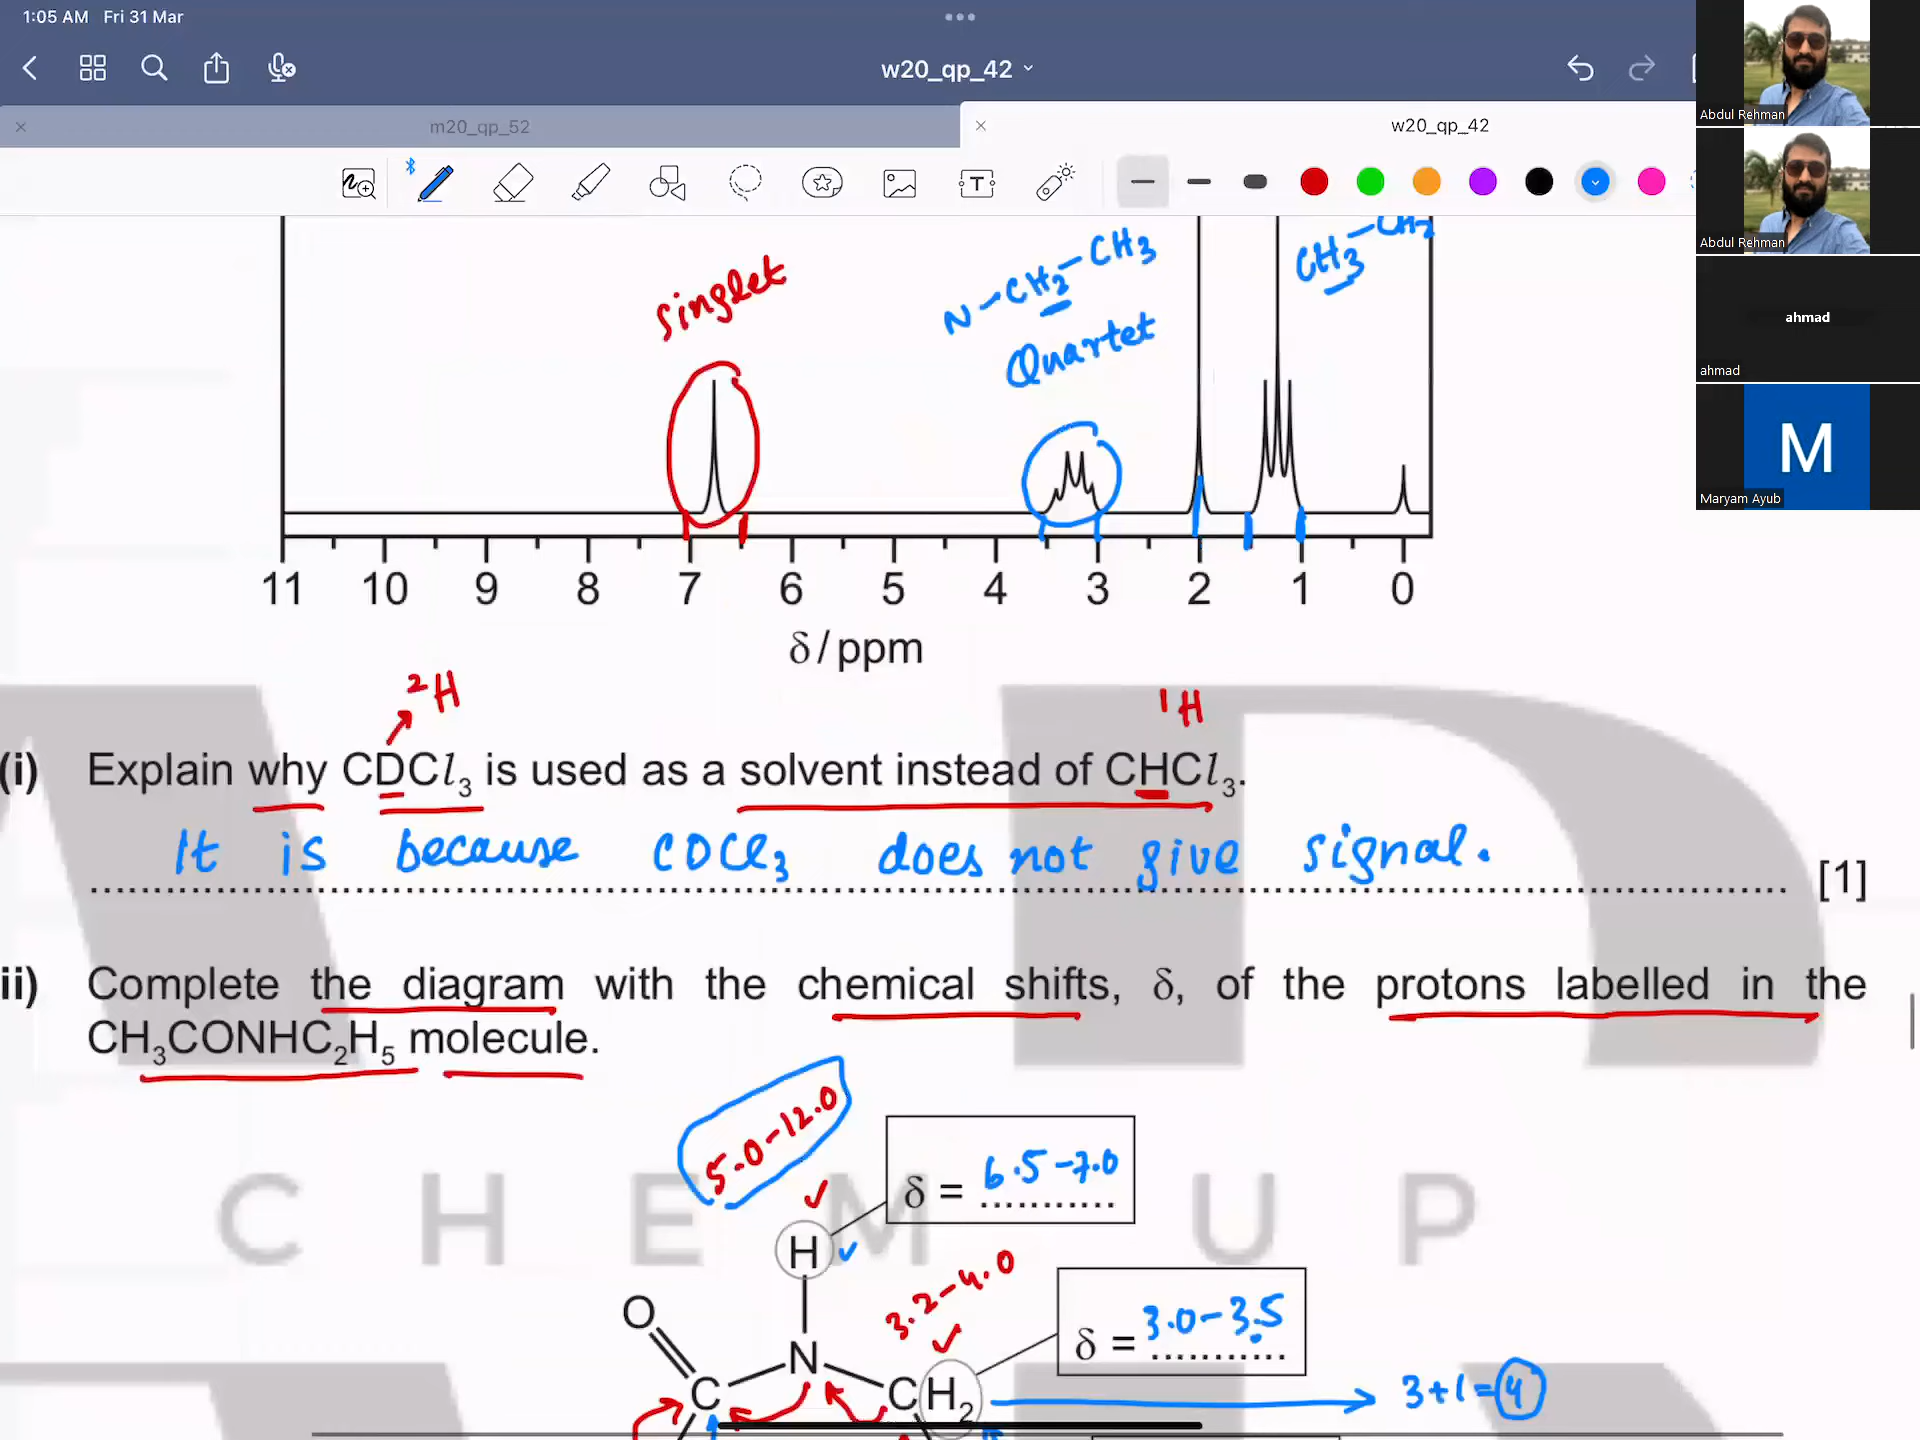 1:05 AM Fri 31 Mar
w20_qp_42
m20_qp_52
w20_qp_42
Abdul Rehman
Abdul Rehman
ahmad
ahmad
M
Maryam Ayub
singlet
N-CH2-CH3
Quartet
CH3-CH2
11 10 9 8 7 6 5 4 3 2 1 0
δ/ppm
²H
¹H
(i) Explain why CDCl₃ is used as a solvent instead of CHCl₃.
It is because CDCl₃ does not give signal.
[1]
ii) Complete the diagram with the chemical shifts, δ, of the protons labelled in the
CH₃CONHC₂H₅ molecule.
5.0-12.0
δ = 6.5-7.0
CHEM UP
H
3.2-4.0
O
δ = 3.0-3.5
N
C
CH₂
3+1=4